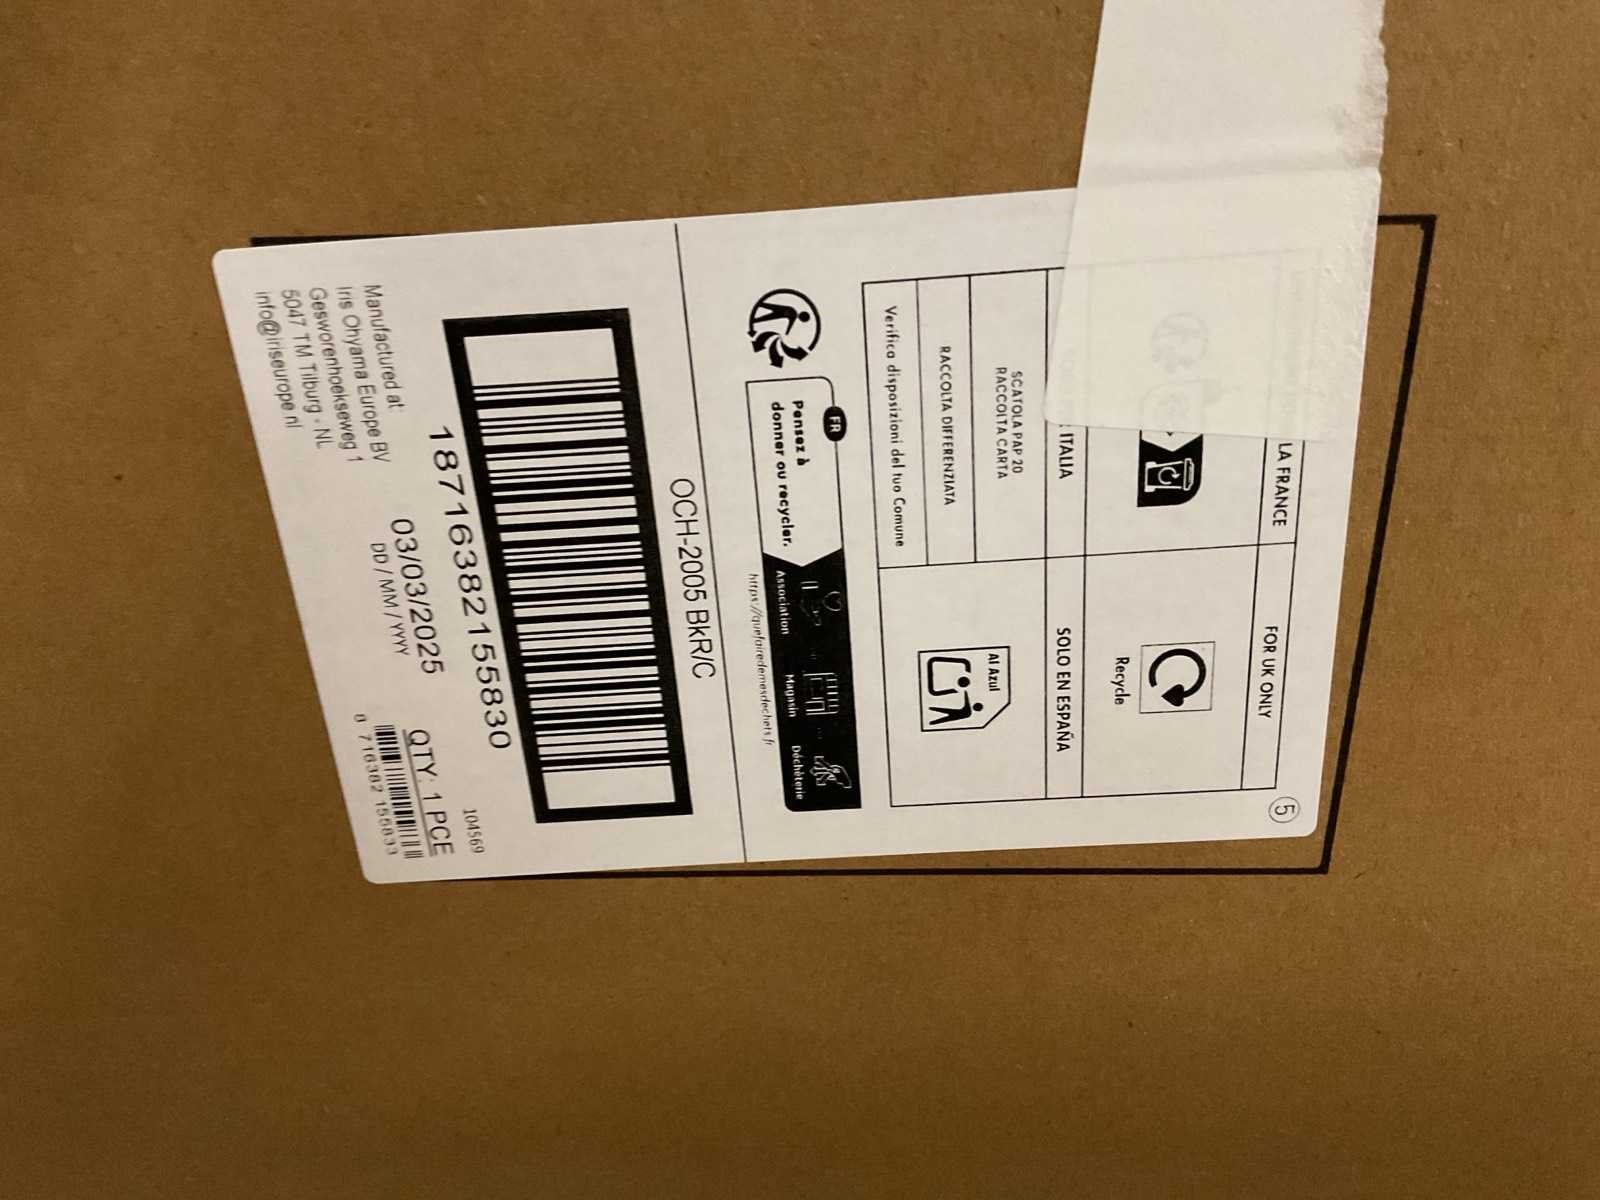 LA FRANCE
FOR UK ONLY
Recycle
ITALIA
SOLO EN ESPAÑA
SCATOLA PAP 20
RACCOLTA CARTA
RACCOLTA DIFFERENZIATA
Verifica disposizioni del tuo Comune
Al Azul
5
FR
Pensez à
donner ou recycler.
Association
Magasin
Déchèterie
https://quefairedemesdechets.fr
OCH-2005 BkR/C
18716382155830
104569
Manufactured at:
Iris Ohyama Europe BV
Gesworenhoekseweg 1
5047 TM Tilburg - NL
info@iriseurope.nl
03/03/2025
DD / MM / YYYY
QTY: 1 PCE
8 716382 155833